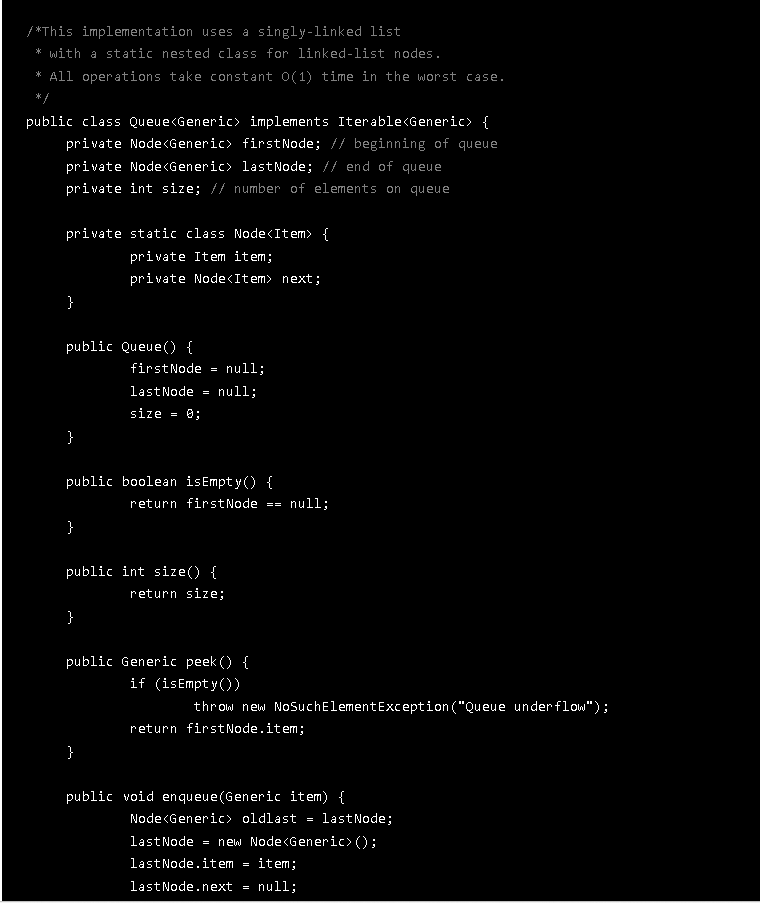 /*This implementation uses a singly-linked list
 * with a static nested class for linked-list nodes.
 * All operations take constant O(1) time in the worst case.
 */
public class Queue<Generic> implements Iterable<Generic> {
private Node<Generic> firstNode; // beginning of queue
private Node<Generic> lastNode; // end of queue
private int size; // number of elements on queue
private static class Node<Item> {
private Item item;
private Node<Item> next;
}
public Queue() {
firstNode = null;
lastNode = null;
size = 0;
}
public boolean isEmpty() {
return firstNode == null;
}
public int size() {
return size;
}
public Generic peek() {
if (isEmpty())
throw new NoSuchElementException("Queue underflow");
return firstNode.item;
}
public void enqueue(Generic item) {
Node<Generic> oldlast = lastNode;
lastNode = new Node<Generic>();
lastNode.item = item;
lastNode.next = null;